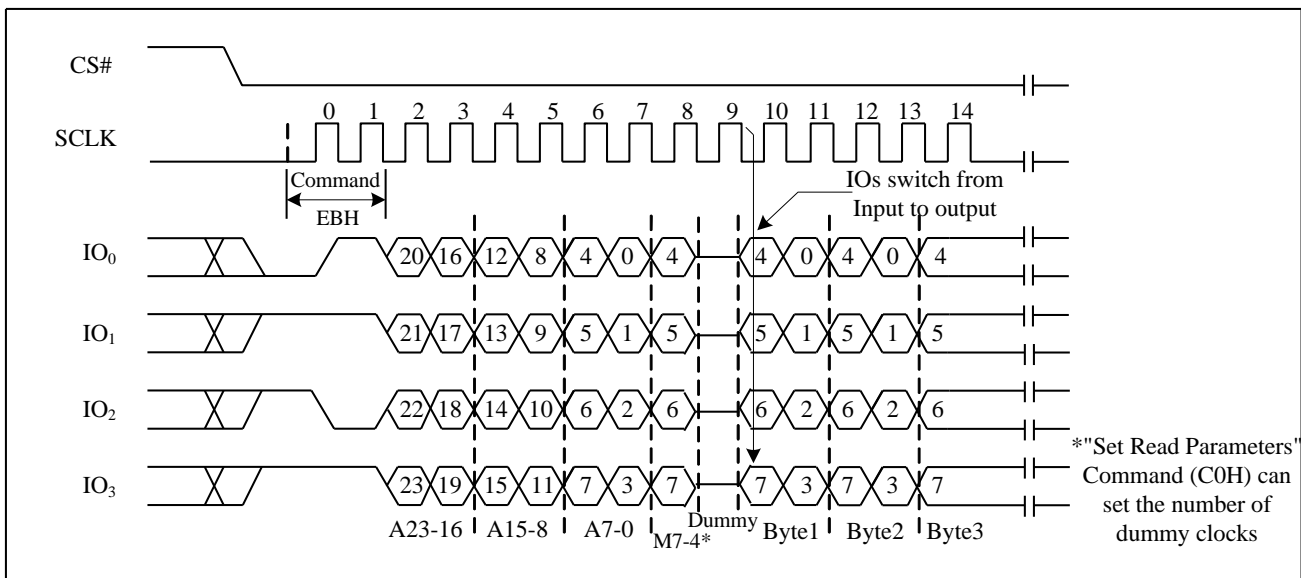 CS#
0 1 2 3 4 5 6 7 8 9 10 11 12 13 14
SCLK
Command
EBH
IOs switch from
Input to output
IO0 20 16 12 8 4 0 4 4 0 4 0 4
IO1 21 17 13 9 5 1 5 5 1 5 1 5
IO2 22 18 14 10 6 2 6 6 2 6 2 6
IO3 23 19 15 11 7 3 7 7 3 7 3 7
A23-16 A15-8 A7-0 M7-4* Dummy Byte1 Byte2 Byte3
*"Set Read Parameters"
Command (C0H) can
set the number of
dummy clocks